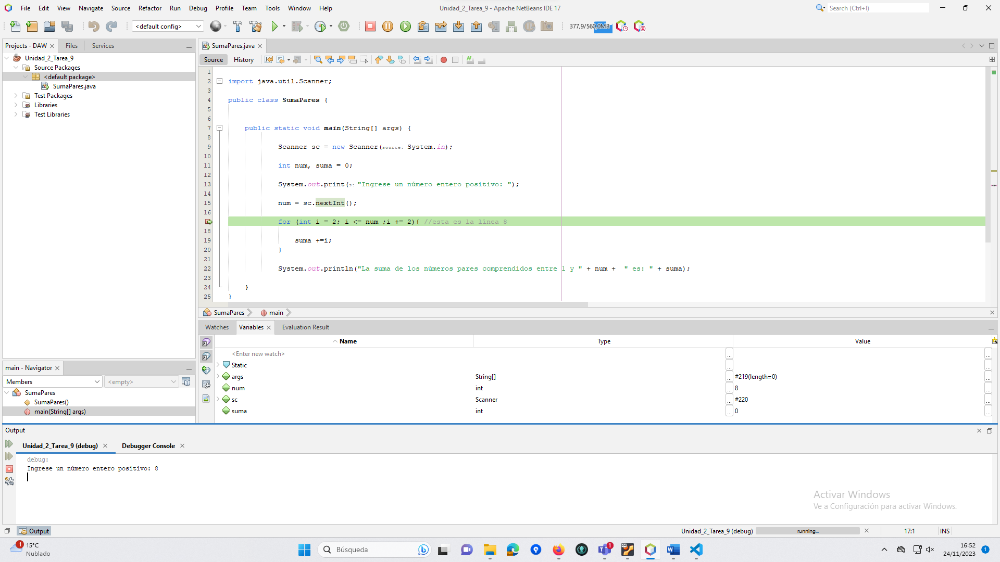 File Edit View Navigate Source Refactor Run Debug Profile Team Tools Window Help
Unidad_2_Tarea_9 - Apache NetBeans IDE 17
Search (Ctrl+I)
<default config>
377,9/560,0MB
Projects - DAW
Files
Services
Unidad_2_Tarea_9
Source Packages
<default package>
SumaPares.java
Test Packages
Libraries
Test Libraries
SumaPares.java
Source
History
1
2 import java.util.Scanner;
3
4 public class SumaPares {
5
6
7 public static void main(String[] args) {
8
9 Scanner sc = new Scanner(source: System.in);
10
11 int num, suma = 0;
12
13 System.out.print(s: "Ingrese un número entero positivo: ");
14
15 num = sc.nextInt();
16
for (int i = 2; i <= num ;i += 2){ //esta es la línea 8
18
19 suma +=i;
20 }
21
22 System.out.println("La suma de los números pares comprendidos entre 1 y " + num +  " es: " + suma);
23
24 }
25 }
SumaPares
main
Watches
Variables
Evaluation Result
Name Type Value
<Enter new watch>
Static
args String[] #219(length=0)
num int 8
sc Scanner #220
suma int 0
main - Navigator
Members
<empty>
SumaPares
SumaPares()
main(String[] args)
Output
Unidad_2_Tarea_9 (debug)
Debugger Console
debug:
Ingrese un número entero positivo: 8
Activar Windows
Ve a Configuración para activar Windows.
Output
Unidad_2_Tarea_9 (debug)
running...
17:1
INS
1
15°C
Nublado
Búsqueda
1
64
16:52
24/11/2023
1